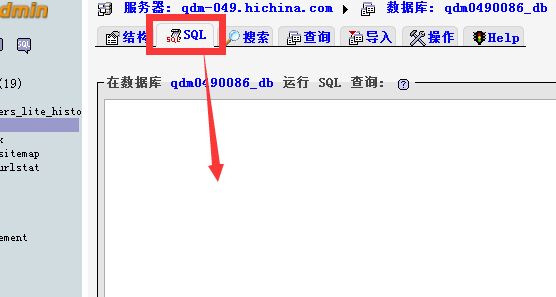 dmin
服务器: qdm-049.hichina.com ▶ 数据库: qdm0490086_db
SQL
结构 SQL 搜索 查询 导入 操作 Help
(19)
在数据库 qdm0490086_db 运行 SQL 查询:
ers_lite_histo
x
sitemap
urlstat
ement